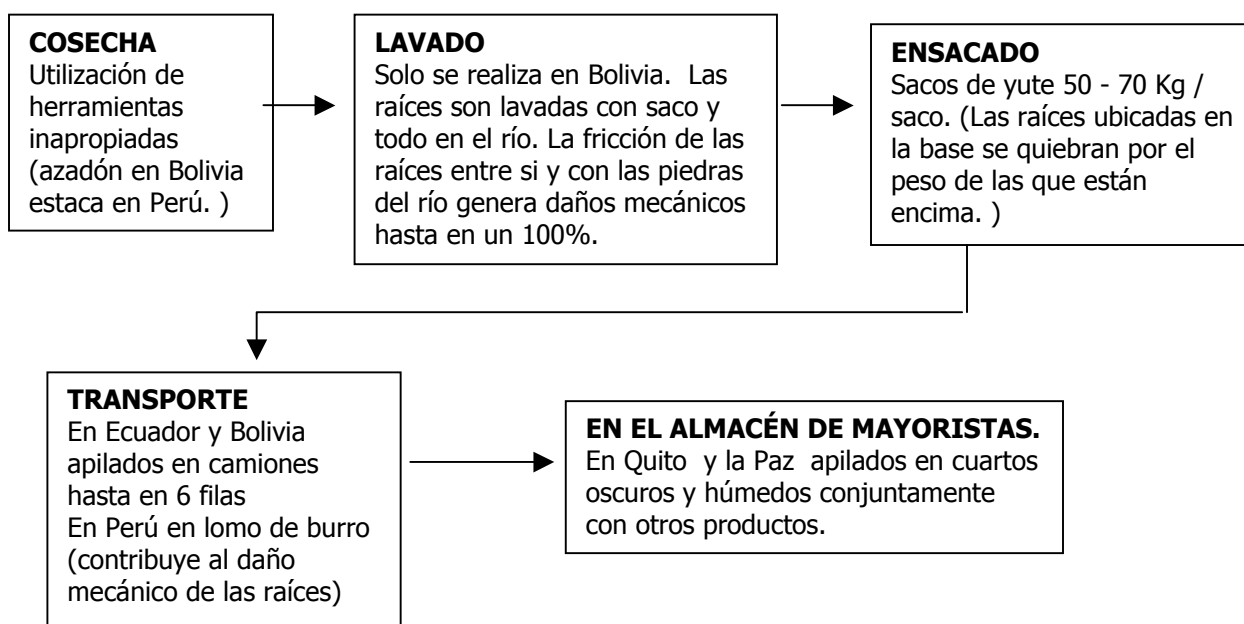 COSECHA
Utilización de
herramientas
inapropiadas
(azadón en Bolivia
estaca en Perú. )
LAVADO
Solo se realiza en Bolivia. Las
raíces son lavadas con saco y
todo en el río. La fricción de las
raíces entre si y con las piedras
del río genera daños mecánicos
hasta en un 100%.
ENSACADO
Sacos de yute 50 - 70 Kg /
saco. (Las raíces ubicadas en
la base se quiebran por el
peso de las que están
encima. )
TRANSPORTE
En Ecuador y Bolivia
apilados en camiones
hasta en 6 filas
En Perú en lomo de burro
(contribuye al daño
mecánico de las raíces)
EN EL ALMACÉN DE MAYORISTAS.
En Quito y la Paz apilados en cuartos
oscuros y húmedos conjuntamente
con otros productos.